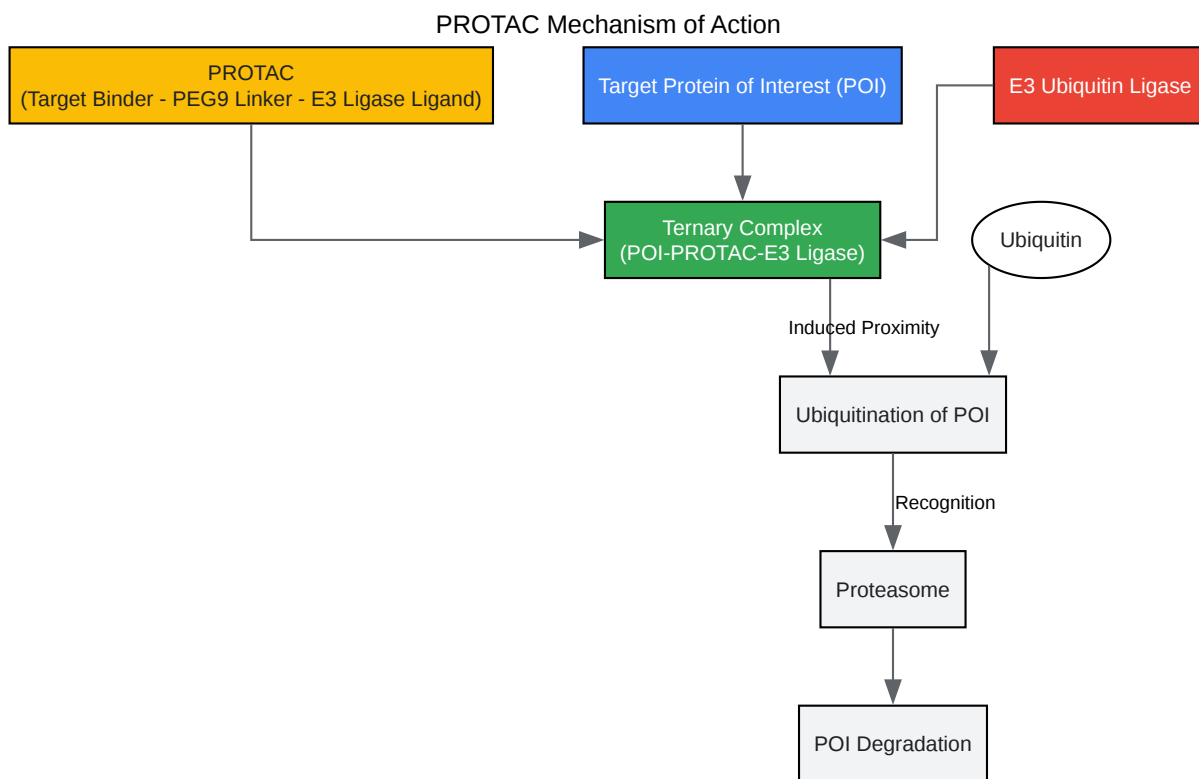 PROTAC Mechanism of Action
PROTAC
(Target Binder - PEG9 Linker - E3 Ligase Ligand)
Target Protein of Interest (POI)
E3 Ubiquitin Ligase
Ternary Complex
(POI-PROTAC-E3 Ligase)
Ubiquitin
Induced Proximity
Ubiquitination of POI
Recognition
Proteasome
POI Degradation